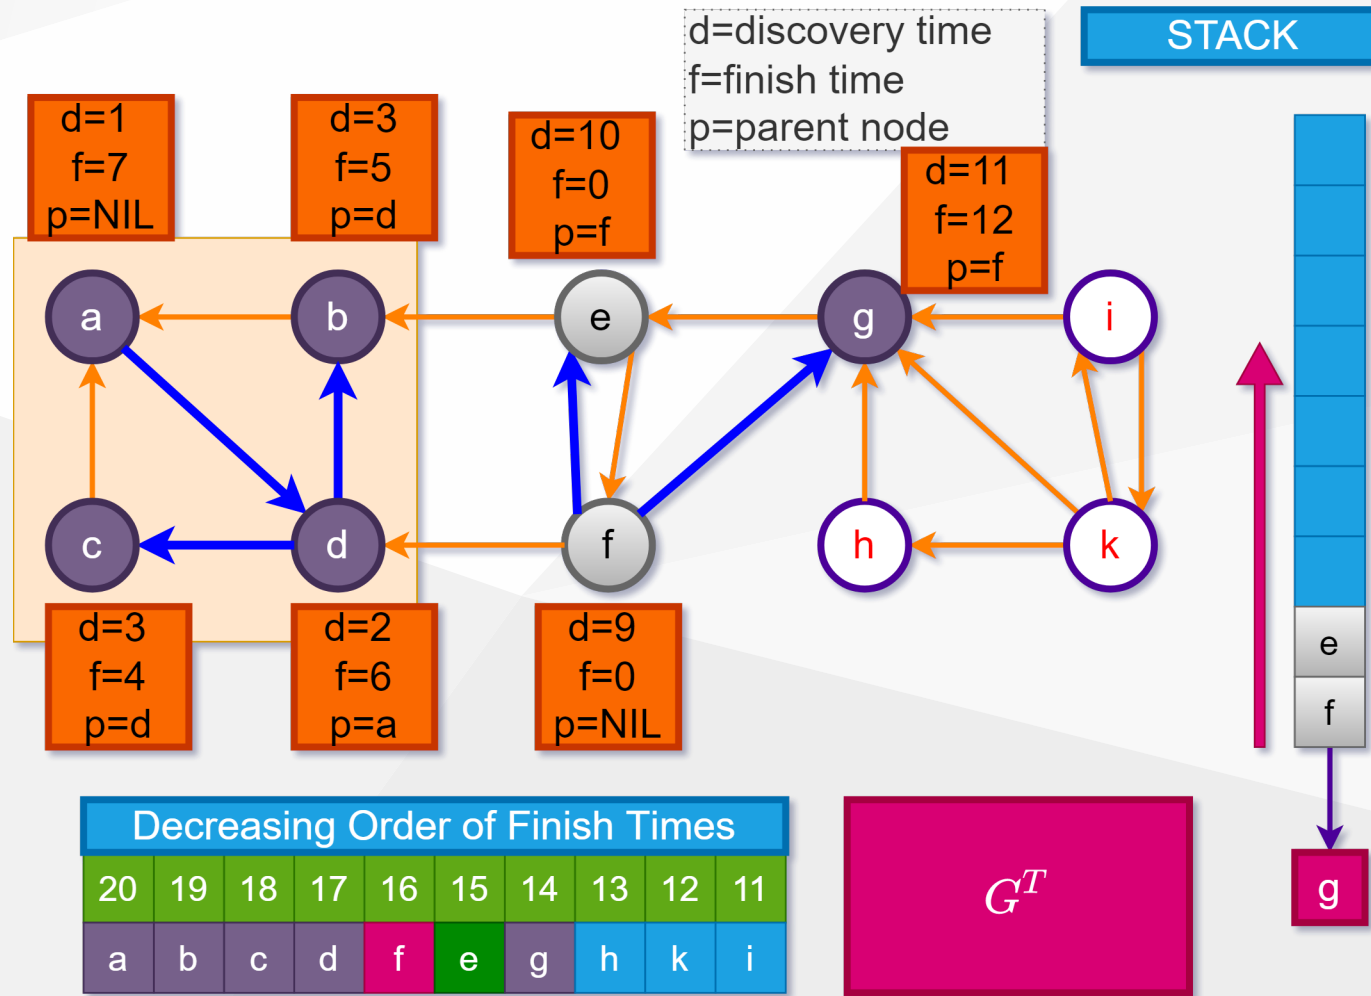 d=discovery time
f=finish time
p=parent node
STACK
d=1
f=7
p=NIL
d=3
f=5
p=d
d=10
f=0
p=f
d=11
f=12
p=f
a
b
e
g
i
c
d
f
h
k
d=3
f=4
p=d
d=2
f=6
p=a
d=9
f=0
p=NIL
e
f
g
Decreasing Order of Finish Times
20 19 18 17 16 15 14 13 12 11
a b c d f e g h k i
G^T